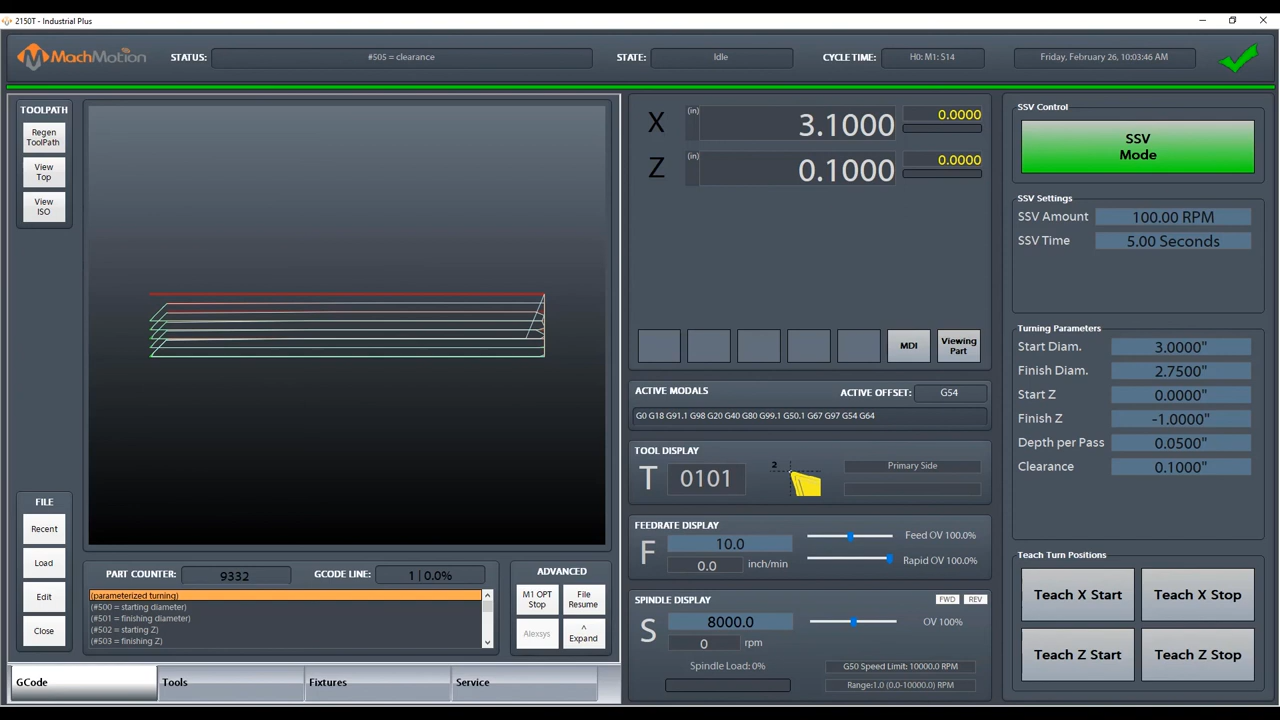 2150T - Industrial Plus
MachMotion
STATUS:
#505 = clearance
STATE:
Idle
CYCLE TIME:
H0: M1: S14
Friday, February 26, 10:03:46 AM
TOOLPATH
Regen
ToolPath
View
Top
View
ISO
FILE
Recent
Load
Edit
Close
PART COUNTER:
9332
GCODE LINE:
1 | 0.0%
(parameterized turning)
(#500 = starting diameter)
(#501 = finishing diameter)
(#502 = starting Z)
(#503 = finishing Z)
ADVANCED
M1 OPT
Stop
File
Resume
Alexsys
^
Expand
GCode
Tools
Fixtures
Service
X
(in)
3.1000
0.0000
Z
(in)
0.1000
0.0000
MDI
Viewing
Part
ACTIVE MODALS
ACTIVE OFFSET:
G54
G0 G18 G91.1 G98 G20 G40 G80 G99.1 G50.1 G67 G97 G54 G64
TOOL DISPLAY
T
0101
2
Primary Side
FEEDRATE DISPLAY
F
10.0
0.0
inch/min
Feed OV 100.0%
Rapid OV 100.0%
SPINDLE DISPLAY
FWD
REV
S
8000.0
0
rpm
OV 100%
Spindle Load: 0%
G50 Speed Limit: 10000.0 RPM
Range:1.0 (0.0-10000.0) RPM
SSV Control
SSV
Mode
SSV Settings
SSV Amount
100.00 RPM
SSV Time
5.00 Seconds
Turning Parameters
Start Diam.
3.0000"
Finish Diam.
2.7500"
Start Z
0.0000"
Finish Z
-1.0000"
Depth per Pass
0.0500"
Clearance
0.1000"
Teach Turn Positions
Teach X Start
Teach X Stop
Teach Z Start
Teach Z Stop